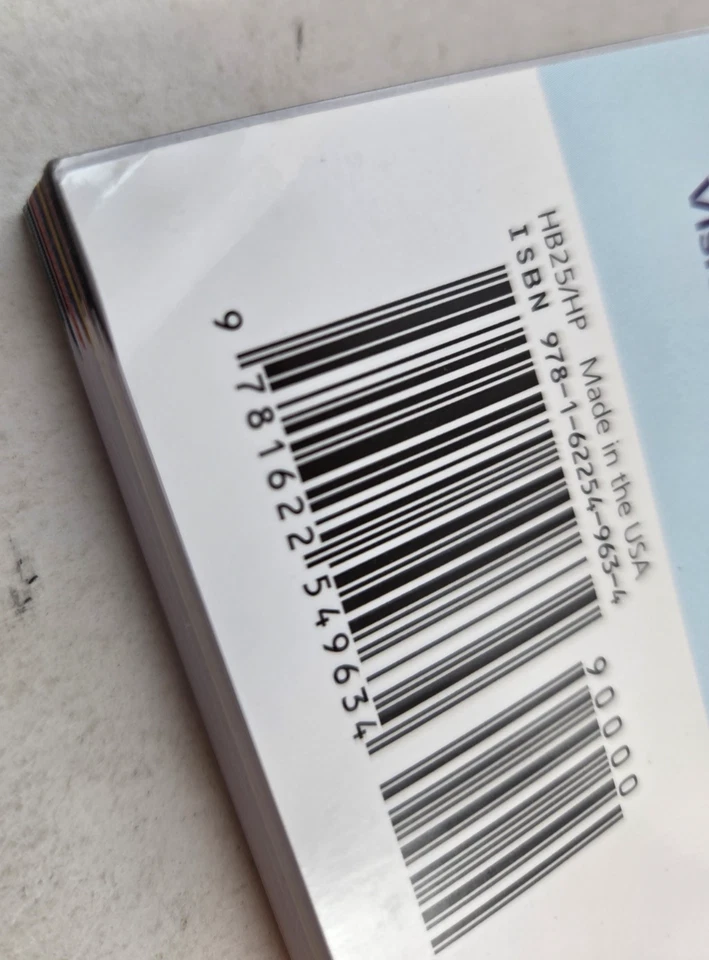 HB25/HP Made in the USA
ISBN 978-1-62254-963-4
90000
9 781622 549634